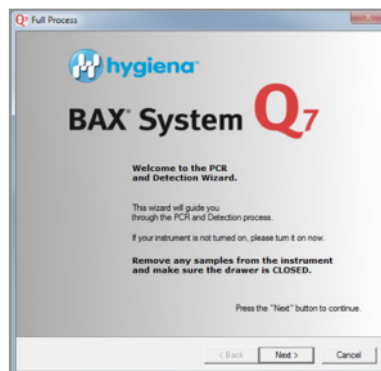 Q7 Full Process
hygiena™
BAX® System Q7
Welcome to the PCR
and Detection Wizard.
This wizard will guide you
through the PCR and Detection process.
If your instrument is not turned on, please turn it on now.
Remove any samples from the instrument
and make sure the drawer is CLOSED.
Press the "Next" button to continue.
< Back Next > Cancel